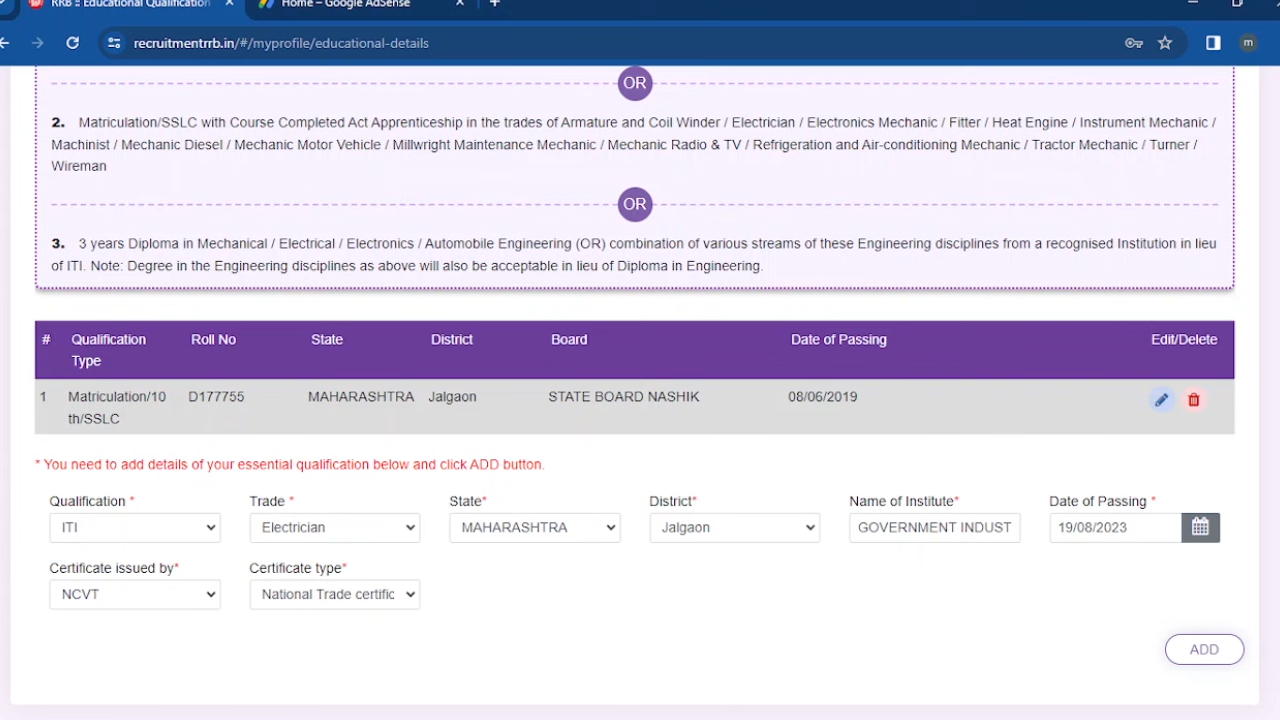 RRB :: Educational Qualification
Home – Google AdSense
recruitmentrrb.in/#/myprofile/educational-details
m
OR
2. Matriculation/SSLC with Course Completed Act Apprenticeship in the trades of Armature and Coil Winder / Electrician / Electronics Mechanic / Fitter / Heat Engine / Instrument Mechanic /
Machinist / Mechanic Diesel / Mechanic Motor Vehicle / Millwright Maintenance Mechanic / Mechanic Radio & TV / Refrigeration and Air-conditioning Mechanic / Tractor Mechanic / Turner /
Wireman
OR
3. 3 years Diploma in Mechanical / Electrical / Electronics / Automobile Engineering (OR) combination of various streams of these Engineering disciplines from a recognised Institution in lieu
of ITI. Note: Degree in the Engineering disciplines as above will also be acceptable in lieu of Diploma in Engineering.
# Qualification Type Roll No State District Board Date of Passing Edit/Delete
1 Matriculation/10 D177755 MAHARASHTRA Jalgaon STATE BOARD NASHIK 08/06/2019
th/SSLC
* You need to add details of your essential qualification below and click ADD button.
Qualification * Trade * State* District* Name of Institute* Date of Passing *
ITI Electrician MAHARASHTRA Jalgaon GOVERNMENT INDUST 19/08/2023
Certificate issued by* Certificate type*
NCVT National Trade certific
ADD